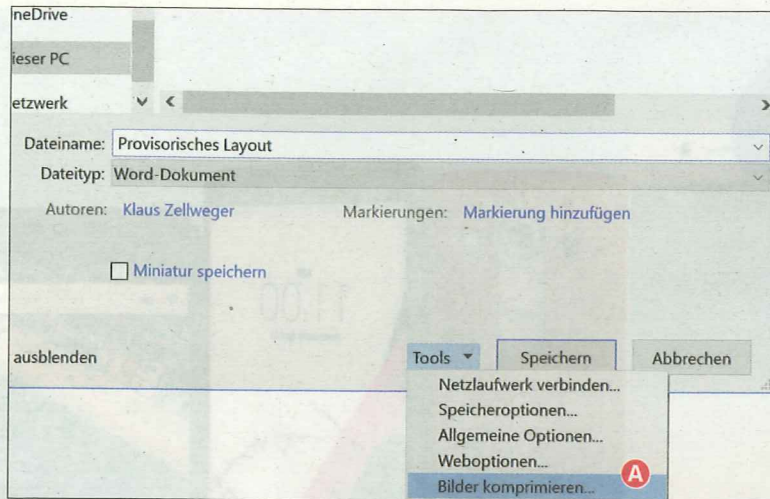 neDrive
ieser PC
etzwerk
Dateiname: Provisorisches Layout
Dateityp: Word-Dokument
Autoren: Klaus Zellweger Markierungen: Markierung hinzufügen
Miniatur speichern
ausblenden Tools Speichern Abbrechen
Netzlaufwerk verbinden...
Speicheroptionen...
Allgemeine Optionen...
Weboptionen...
Bilder komprimieren... A